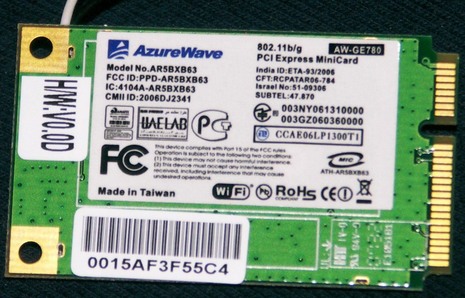 AzureWave
802.11b/g
AW-GE780
PCI Express MiniCard
Model No.AR5BXB63
FCC ID:PPD-AR5BXB63
IC:4104A-AR5BXB63
CMII ID:2006DJ2341
India ID:ETA-93/2006
CFT:RCPATAR06-784
Israel No:51-09306
SUBTEL:47.870
003NY061310000
003GZ060360000
CCAE06LP1300T1
H/W:V0.0D
FC
This device complies with Part 15 of the FCC Rules.
Operation is subject to the following two conditions:
(1) This device may not cause harmful interference.
(2) This device must accept any interference
received, including interference that may cause
undesired operation.
MIC
ATH-AR5BXB63
Made in Taiwan
Wi Fi
RoHS
CE
0015AF3F55C4